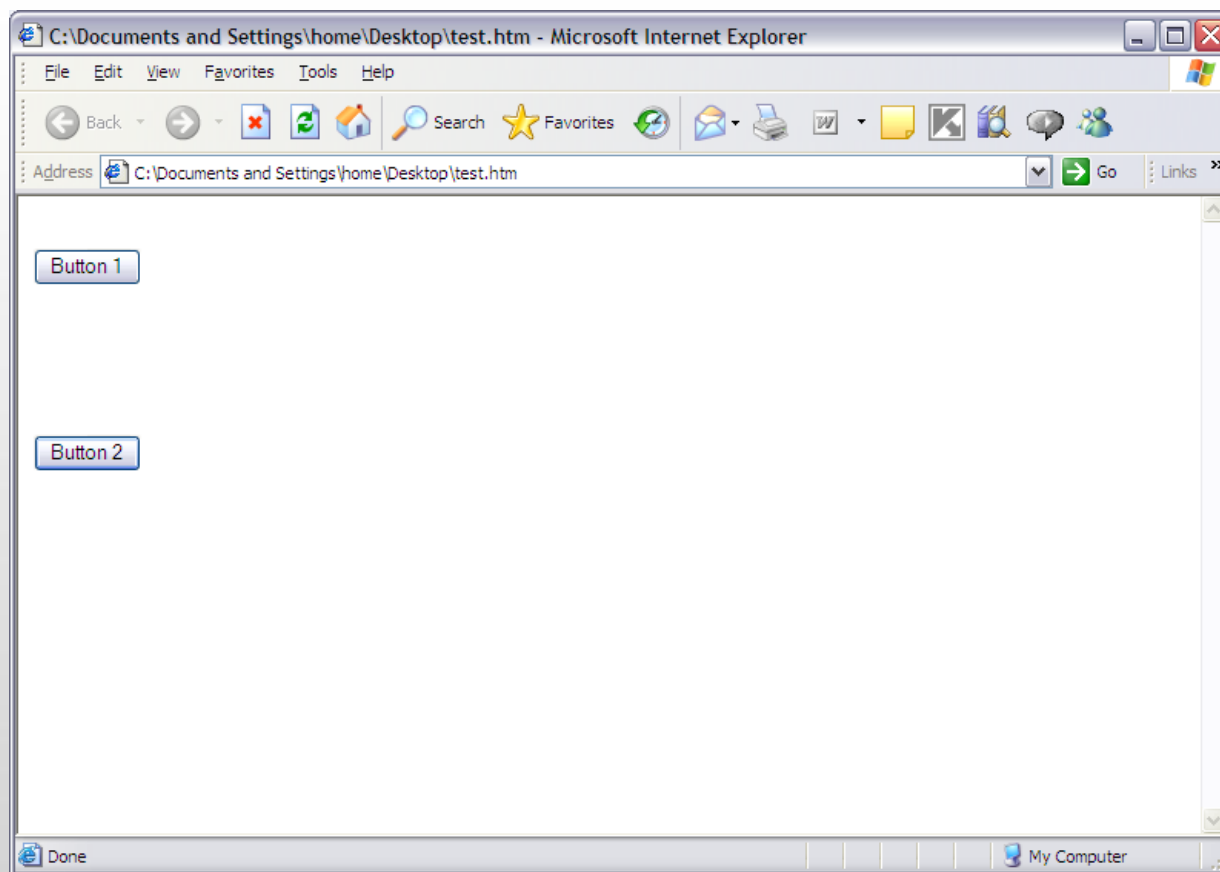 C:\Documents and Settings\home\Desktop\test.htm - Microsoft Internet Explorer
File Edit View Favorites Tools Help
Back Search Favorites W K
Address C:\Documents and Settings\home\Desktop\test.htm Go Links »
Button 1
Button 2
Done My Computer